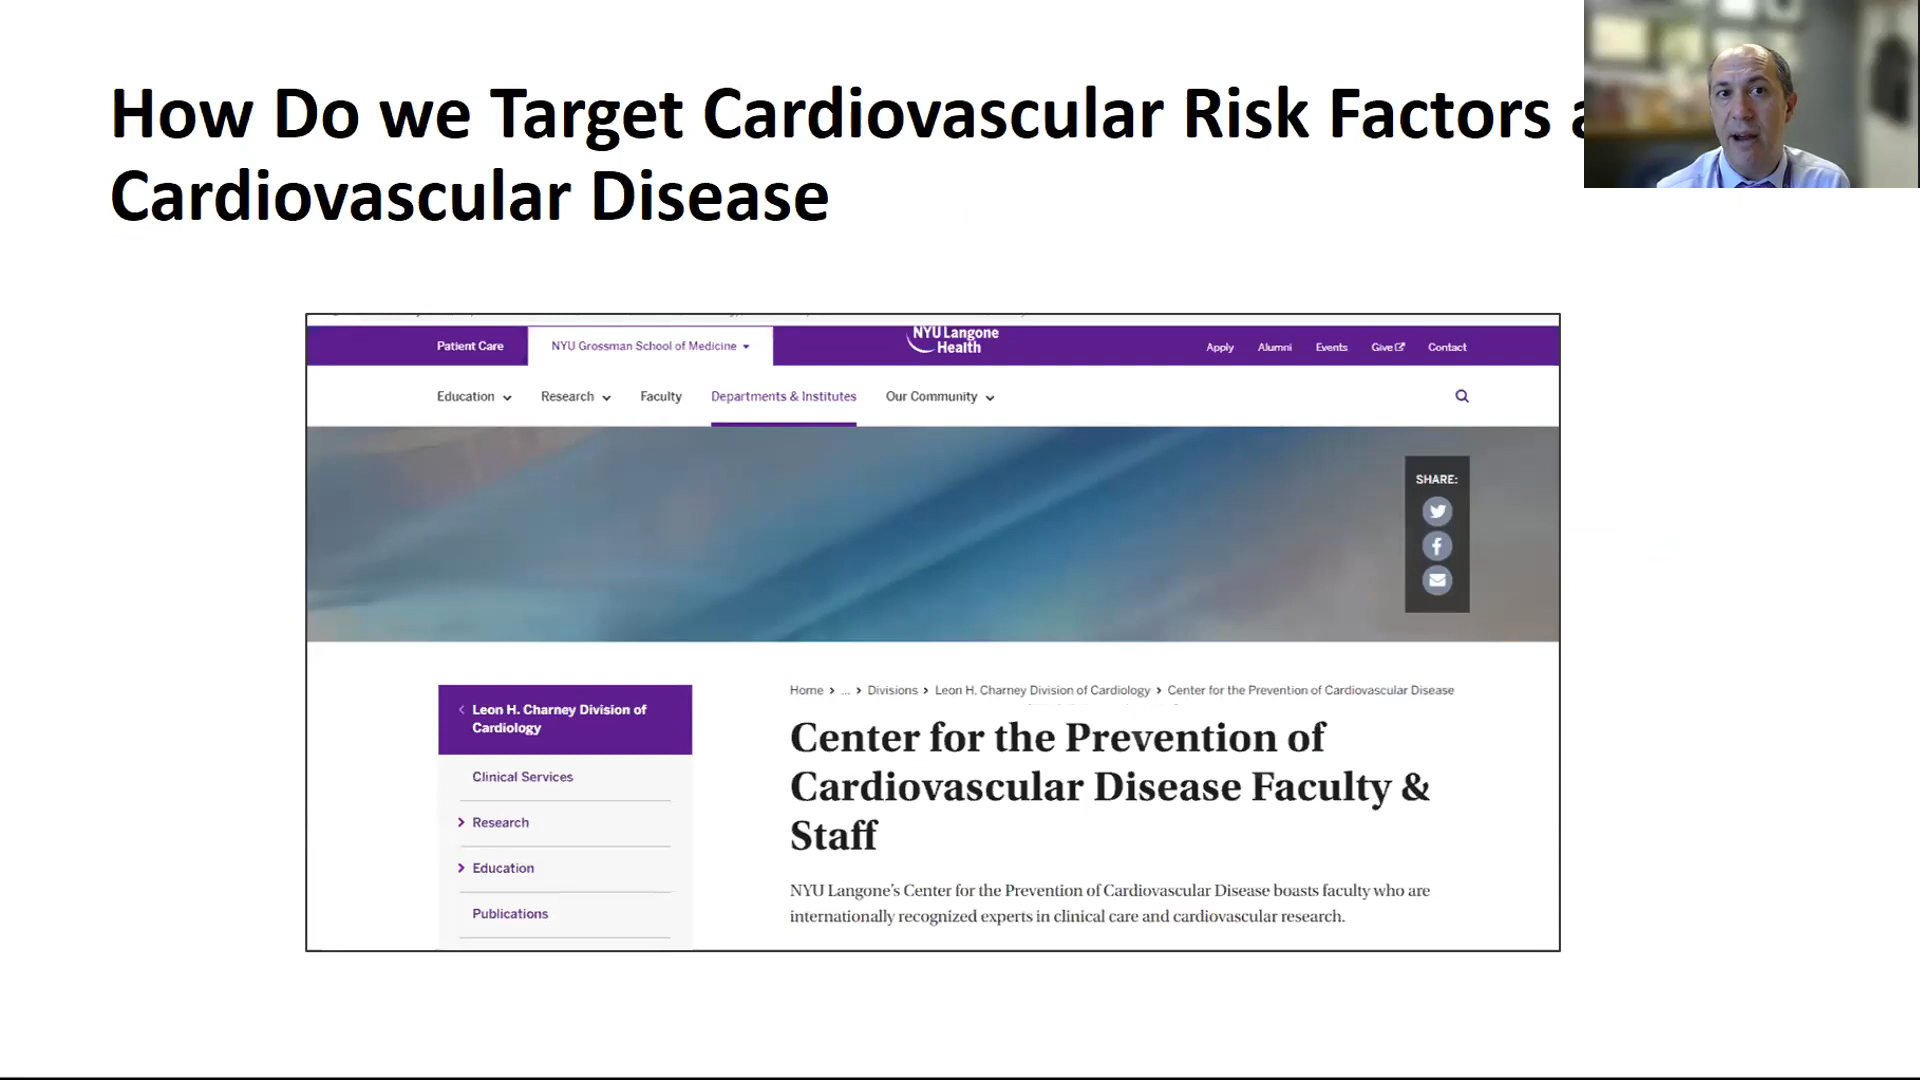 How Do we Target Cardiovascular Risk Factors
Cardiovascular Disease
Patient Care
NYU Grossman School of Medicine
NYU Langone
Health
Apply
Alumni
Events
Give
Contact
Education
Research
Faculty
Departments & Institutes
Our Community
SHARE:
Leon H. Charney Division of
Cardiology
Clinical Services
Research
Education
Publications
Home > ... > Divisions > Leon H. Charney Division of Cardiology > Center for the Prevention of Cardiovascular Disease
Center for the Prevention of
Cardiovascular Disease Faculty &
Staff
NYU Langone’s Center for the Prevention of Cardiovascular Disease boasts faculty who are
internationally recognized experts in clinical care and cardiovascular research.